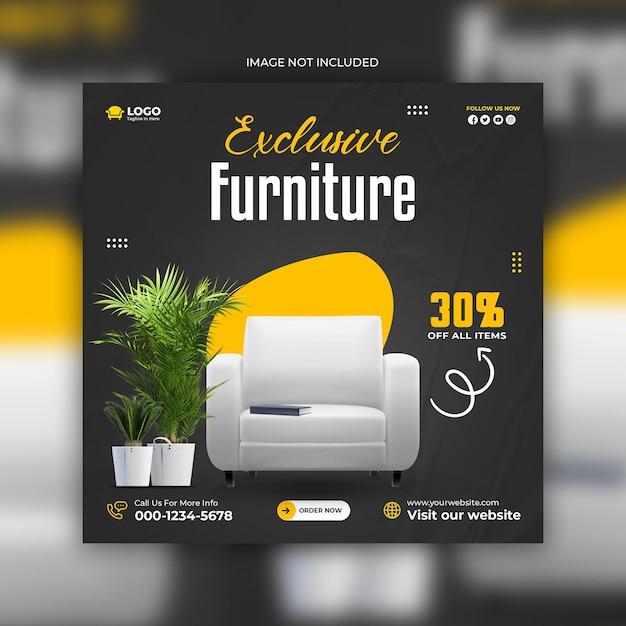 IMAGE NOT INCLUDED
LOGO
Tagline In Here
FOLLOW US NOW
Exclusive
Furniture
30%
OFF ALL ITEMS
Call Us For More Info
000-1234-5678
ORDER NOW
www.yourwebsite.com
Visit our website